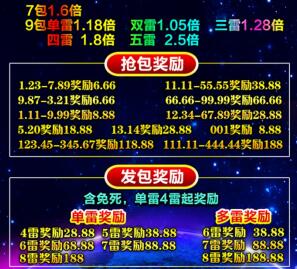 7包1.6倍
9包单雷1.18倍 双雷1.05倍 三雷1.28倍
四雷 1.8倍 五雷 2.5倍
抢包奖励
1.23-7.89奖励6.66 11.11-55.55奖励38.88
9.87-3.21奖励6.66 66.66-99.99奖励66.66
1.11-9.99奖励8.88 12.34-67.89奖励28.88
5.20奖励18.88 13.14奖励28.88 001奖励 8.88
123.45-345.67奖励118.88 111.11-444.44奖励188
发包奖励
含免死，单雷4雷起奖励
单雷奖励 多雷奖励
4雷奖励28.88 5雷奖励38.88 6雷奖励 38.88
6雷奖励68.88 7雷奖励88.88 7雷奖励 88.88
8雷奖励188 8雷奖励188.88